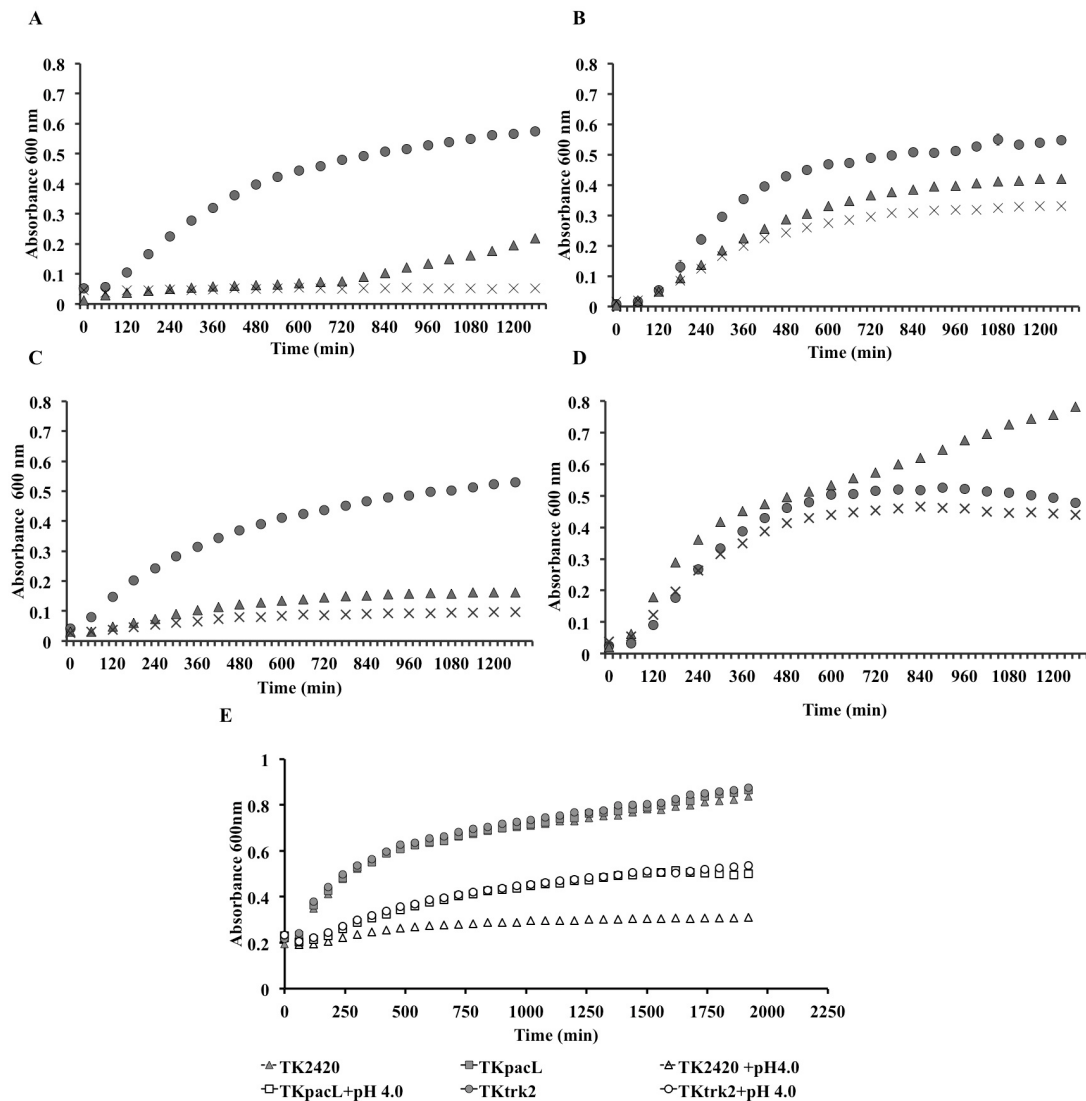 A
B
Absorbance 600 nm
0.8
0.7
0.6
0.5
0.4
0.3
0.2
0.1
0
0 120 240 360 480 600 720 840 960 1080 1200
Time (min)
Absorbance 600 nm
0.8
0.7
0.6
0.5
0.4
0.3
0.2
0.1
0
0 120 240 360 480 600 720 840 960 1080 1200
Time (min)
C
D
Absorbance 600 nm
0.8
0.7
0.6
0.5
0.4
0.3
0.2
0.1
0
0 120 240 360 480 600 720 840 960 1080 1200
Time (min)
Absorbance 600 nm
0.8
0.7
0.6
0.5
0.4
0.3
0.2
0.1
0
0 120 240 360 480 600 720 840 960 1080 1200
Time (min)
E
Absorbance 600nm
1
0.8
0.6
0.4
0.2
0
0 250 500 750 1000 1250 1500 1750 2000 2250
Time (min)
TK2420 TKpacL TK2420 +pH4.0
TKpacL+pH 4.0 TKtrk2 TKtrk2+pH 4.0